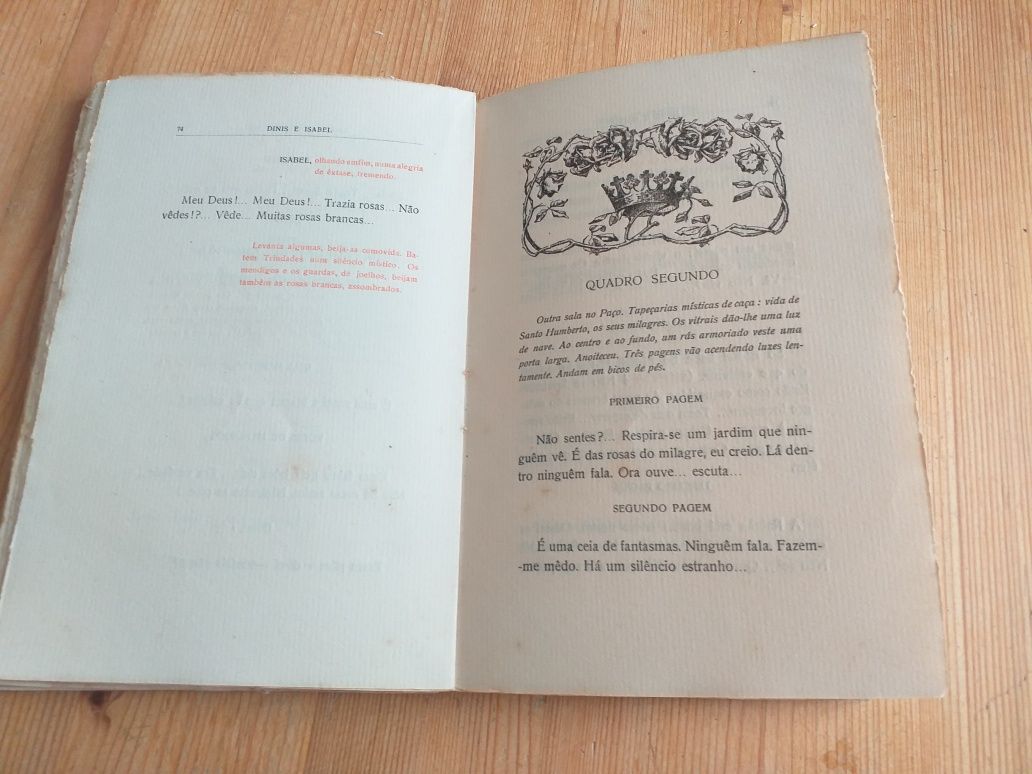 74
DINIS E ISABEL
ISABEL, olhando emfim, numa alegria
de êxtase, tremendo.
Meu Deus!... Meu Deus!... Trazia rosas... Não
vêdes!?... Vêde... Muitas rosas brancas...
Levanta algumas, beija-as comovida. Ba-
tem Trindades num silêncio místico. Os
mendigos e os guardas, de joelhos, beijam
também as rosas brancas, assombrados.
QUADRO SEGUNDO
Outra sala no Paço. Tapeçarias místicas de caça : vida de
Santo Humberto, os seus milagres. Os vitrais dão-lhe uma luz
de nave. Ao centro e ao fundo, um rás armoriado veste uma
porta larga. Anoiteceu. Três pagens vão acendendo luzes len-
tamente. Andam em bicos de pés.
PRIMEIRO PAGEM
Não sentes?... Respira-se um jardim que nin-
guêm vê. É das rosas do milagre, eu creio. Lá den-
tro ninguêm fala. Ora ouve... escuta...
SEGUNDO PAGEM
É uma ceia de fantasmas. Ninguêm fala. Fazem-
-me mêdo. Há um silêncio estranho...